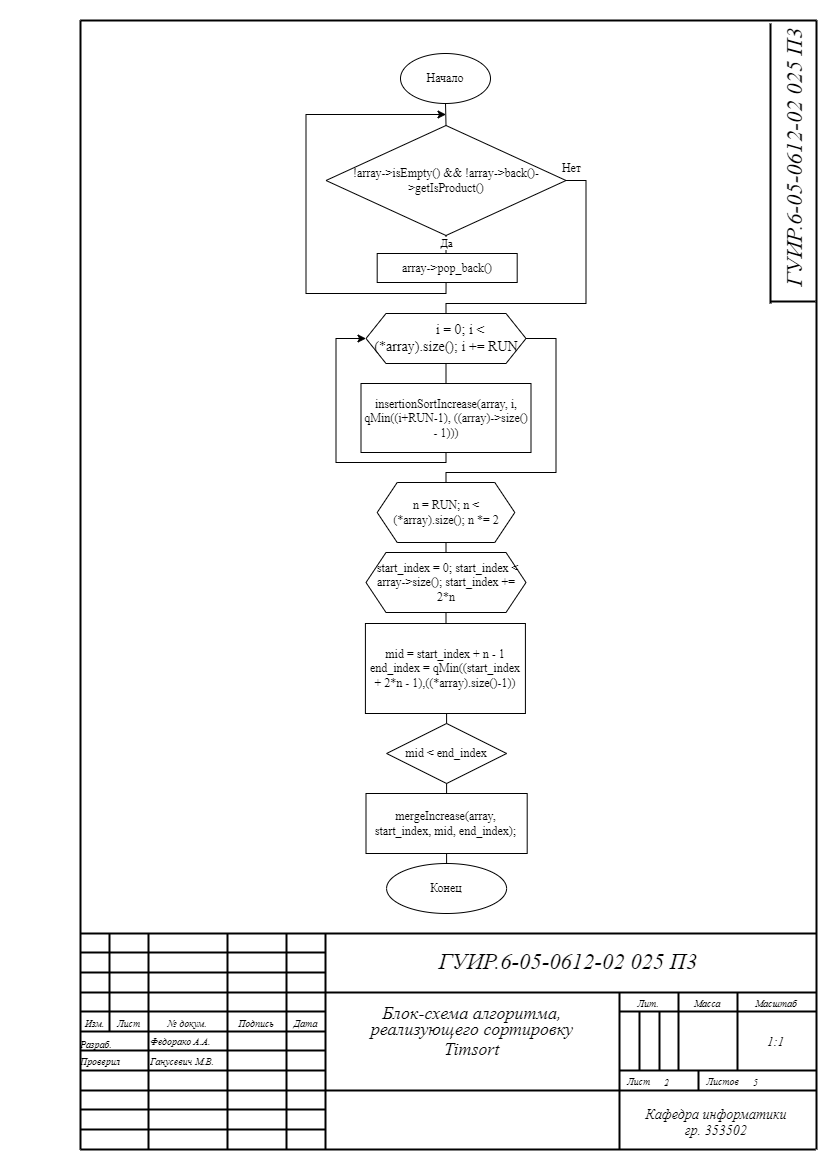 ГУИР.6-05-0612-02 025 ПЗ
Начало
!array->isEmpty() && !array->back()-
>getIsProduct()
Нет
Да
array->pop_back()
i = 0; i <
(*array).size(); i += RUN
insertionSortIncrease(array, i,
qMin((i+RUN-1), ((array)->size()
- 1)))
n = RUN; n <
(*array).size(); n *= 2
start_index = 0; start_index <
array->size(); start_index +=
2*n
mid = start_index + n - 1
end_index = qMin((start_index
+ 2*n - 1),((*array).size()-1))
mid < end_index
mergeIncrease(array,
start_index, mid, end_index);
Конец
ГУИР.6-05-0612-02 025 ПЗ
Блок-схема алгоритма,
реализующего сортировку
Timsort
Лит. Масса Масштаб
1:1
Изм. Лист № докум. Подпись Дата
Разраб. Федорако А.А.
Проверил Ганусевич М.В.
Лист 2 Листов 5
Кафедра информатики
гр. 353502